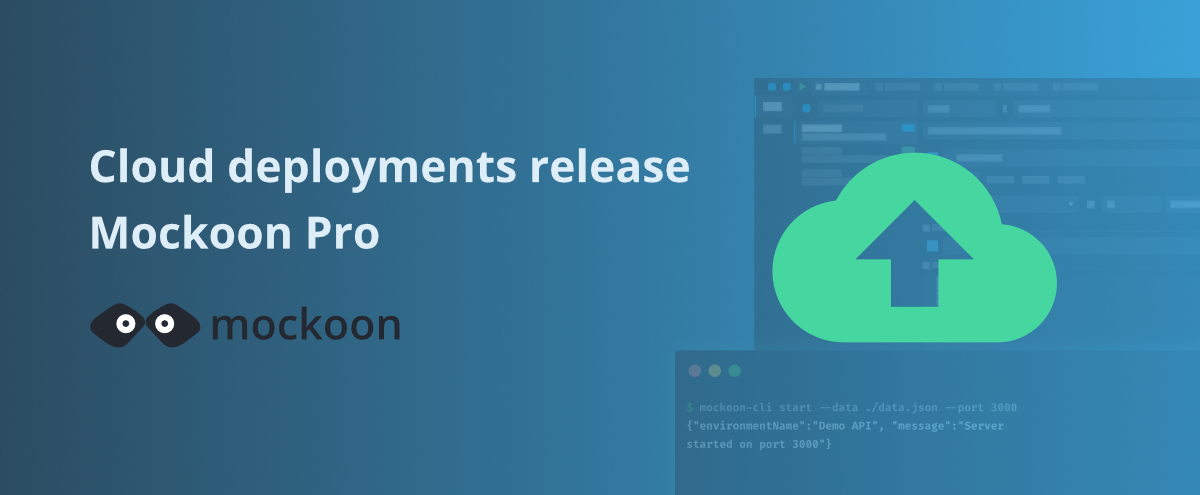 Cloud deployments release
Mockoon Pro
mockoon
$ mockoon-cli start --data ./data.json --port 3000
{"environmentName":"Demo API", "message":"Server
started on port 3000"}